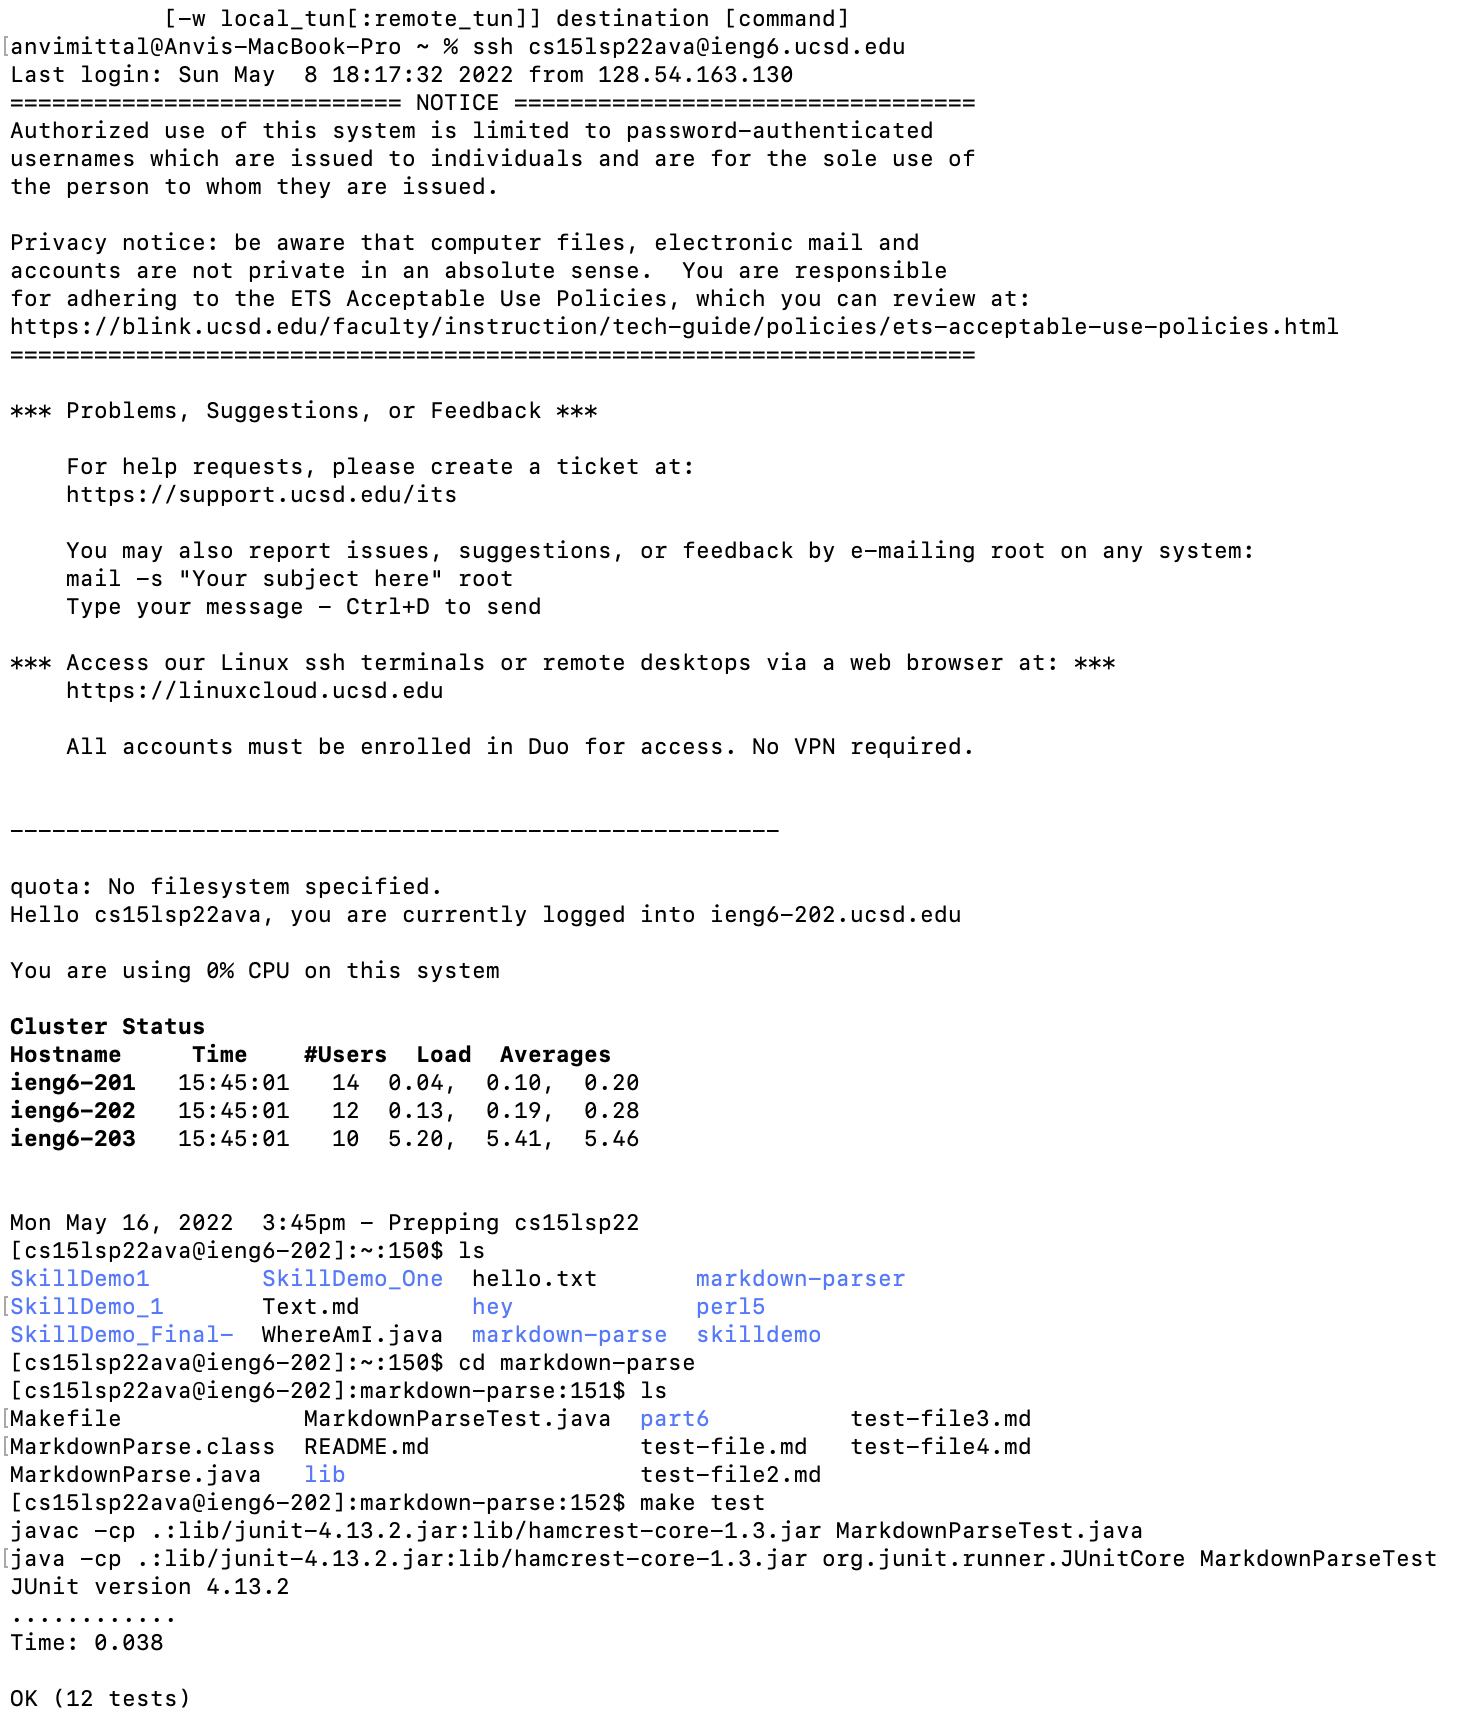 [-w local_tun[:remote_tun]] destination [command]
[anvimittal@Anvis-MacBook-Pro ~ % ssh cs15lsp22ava@ieng6.ucsd.edu
Last login: Sun May  8 18:17:32 2022 from 128.54.163.130
============================ NOTICE =================================
Authorized use of this system is limited to password-authenticated
usernames which are issued to individuals and are for the sole use of
the person to whom they are issued.

Privacy notice: be aware that computer files, electronic mail and
accounts are not private in an absolute sense.  You are responsible
for adhering to the ETS Acceptable Use Policies, which you can review at:
https://blink.ucsd.edu/faculty/instruction/tech-guide/policies/ets-acceptable-use-policies.html
=====================================================================

*** Problems, Suggestions, or Feedback ***

    For help requests, please create a ticket at:
    https://support.ucsd.edu/its

    You may also report issues, suggestions, or feedback by e-mailing root on any system:
    mail -s "Your subject here" root
    Type your message - Ctrl+D to send

*** Access our Linux ssh terminals or remote desktops via a web browser at: ***
    https://linuxcloud.ucsd.edu

    All accounts must be enrolled in Duo for access. No VPN required.

-------------------------------------------------------

quota: No filesystem specified.
Hello cs15lsp22ava, you are currently logged into ieng6-202.ucsd.edu

You are using 0% CPU on this system

Cluster Status
Hostname     Time    #Users  Load  Averages
ieng6-201   15:45:01   14  0.04,  0.10,  0.20
ieng6-202   15:45:01   12  0.13,  0.19,  0.28
ieng6-203   15:45:01   10  5.20,  5.41,  5.46

Mon May 16, 2022  3:45pm - Prepping cs15lsp22
[cs15lsp22ava@ieng6-202]:~:150$ ls
SkillDemo1        SkillDemo_One  hello.txt       markdown-parser
[SkillDemo_1       Text.md        hey             perl5
SkillDemo_Final-  WhereAmI.java  markdown-parse  skilldemo
[cs15lsp22ava@ieng6-202]:~:150$ cd markdown-parse
[cs15lsp22ava@ieng6-202]:markdown-parse:151$ ls
[Makefile             MarkdownParseTest.java  part6          test-file3.md
[MarkdownParse.class  README.md               test-file.md   test-file4.md
MarkdownParse.java   lib                     test-file2.md
[cs15lsp22ava@ieng6-202]:markdown-parse:152$ make test
javac -cp .:lib/junit-4.13.2.jar:lib/hamcrest-core-1.3.jar MarkdownParseTest.java
[java -cp .:lib/junit-4.13.2.jar:lib/hamcrest-core-1.3.jar org.junit.runner.JUnitCore MarkdownParseTest
JUnit version 4.13.2
............
Time: 0.038

OK (12 tests)